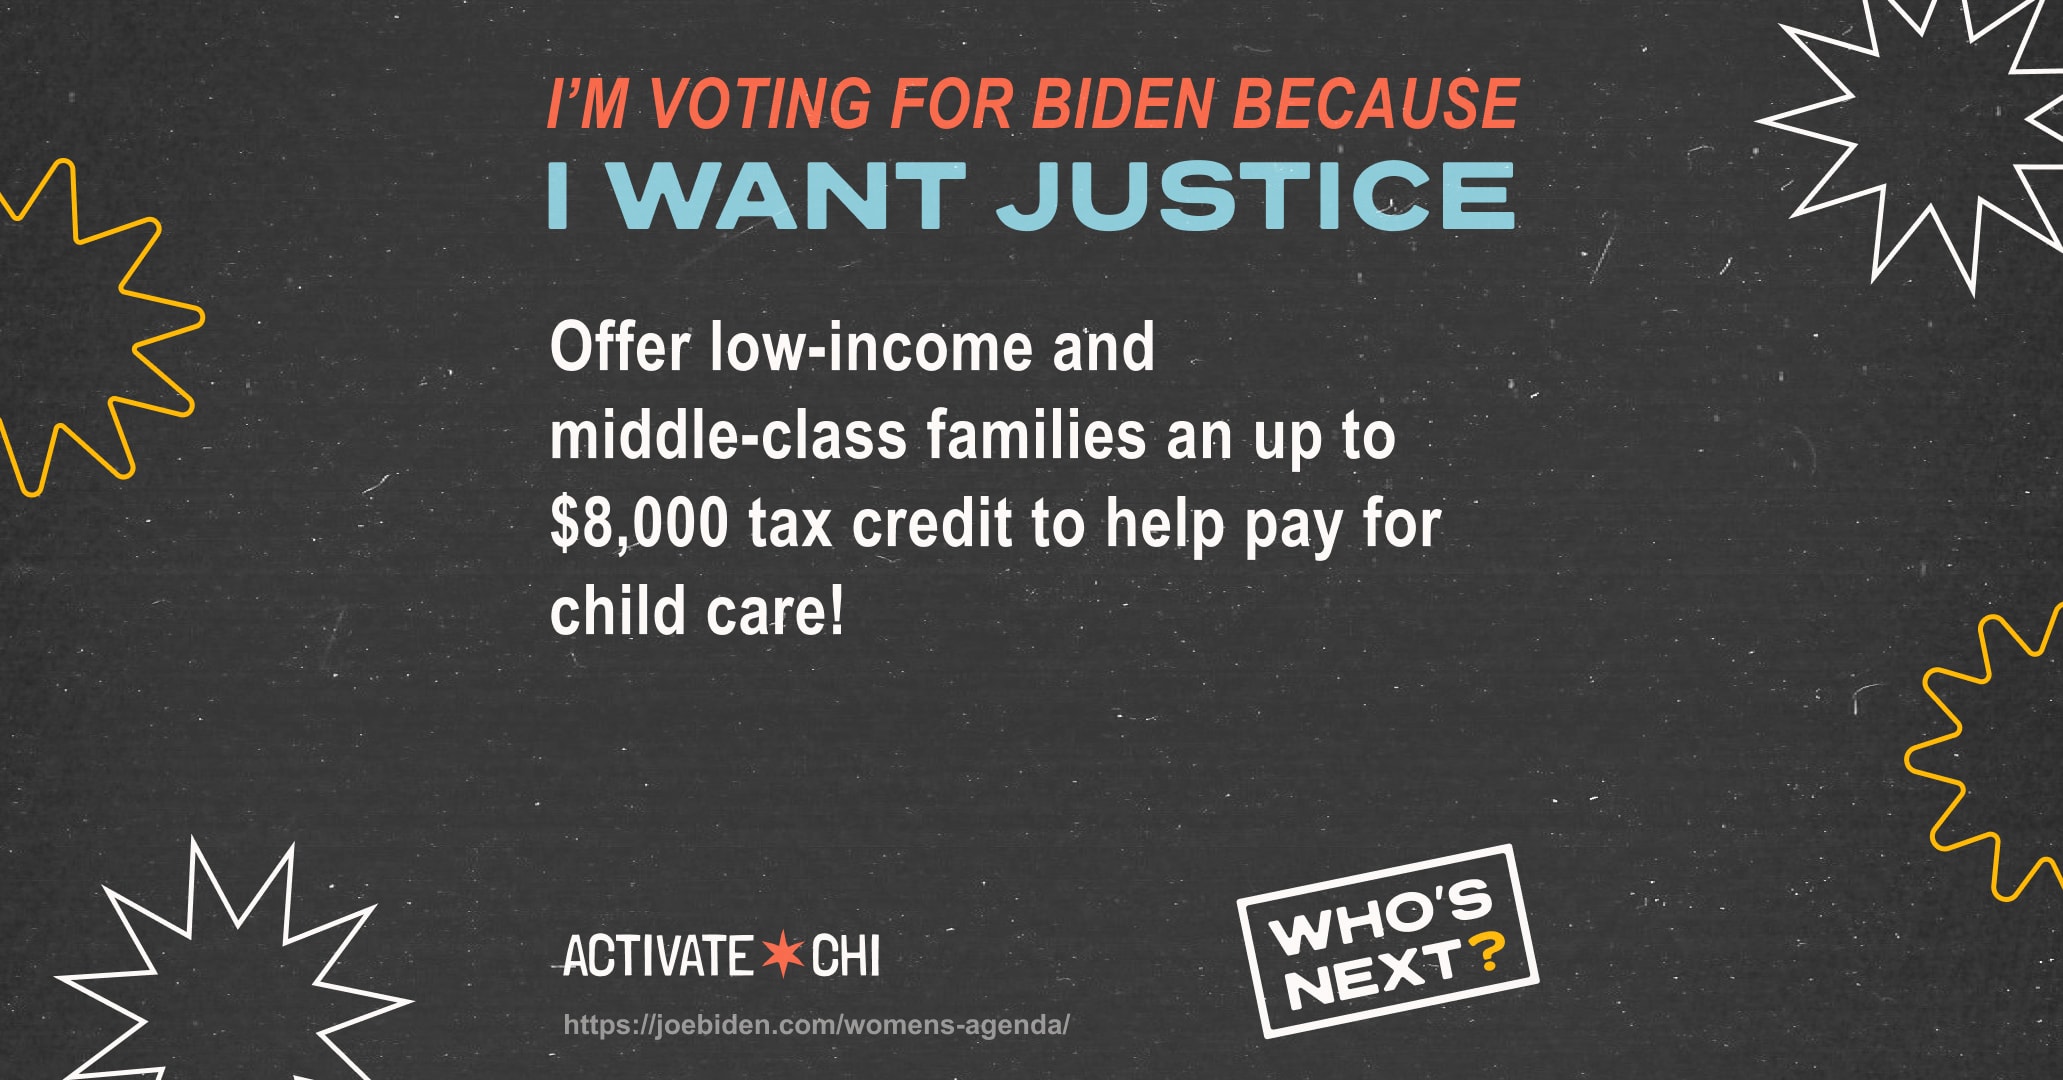 I’M VOTING FOR BIDEN BECAUSE
I WANT JUSTICE
Offer low-income and
middle-class families an up to
$8,000 tax credit to help pay for
child care!
ACTIVATE CHI
https://joebiden.com/womens-agenda/
WHO'S
NEXT?